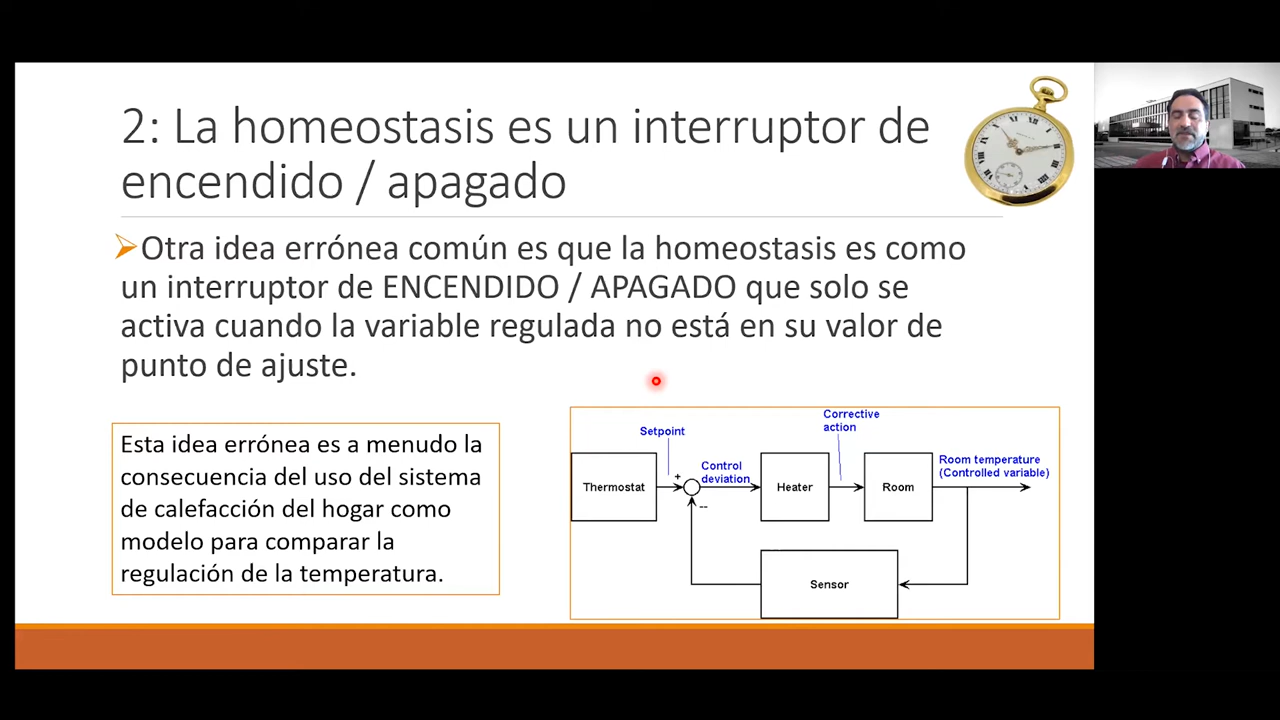 2: La homeostasis es un interruptor de
encendido / apagado
Otra idea errónea común es que la homeostasis es como
un interruptor de ENCENDIDO / APAGADO que solo se
activa cuando la variable regulada no está en su valor de
punto de ajuste.
Esta idea errónea es a menudo la
consecuencia del uso del sistema
de calefacción del hogar como
modelo para comparar la
regulación de la temperatura.
Corrective
action
Setpoint
Room temperature
(Controlled variable)
Control
deviation
+
Thermostat
Heater
Room
--
Sensor